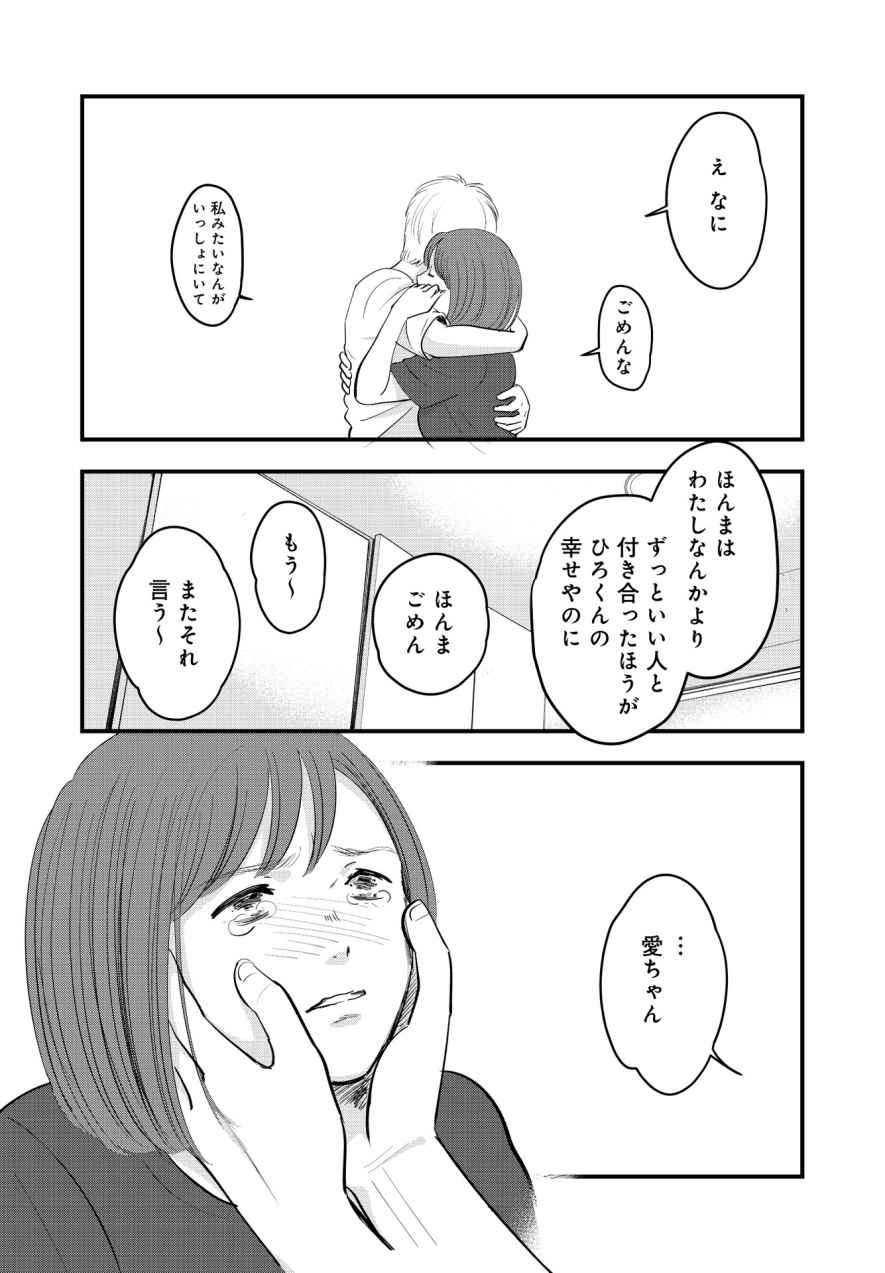 え なに
ごめんな
私みたいなんが
いっしょにいて
ほんまは
わたしなんかより
ずっといい人と
付き合ったほうが
ひろくんの
幸せやのに
ほんま
ごめん
もう～
またそれ
言う～
…
愛ちゃん